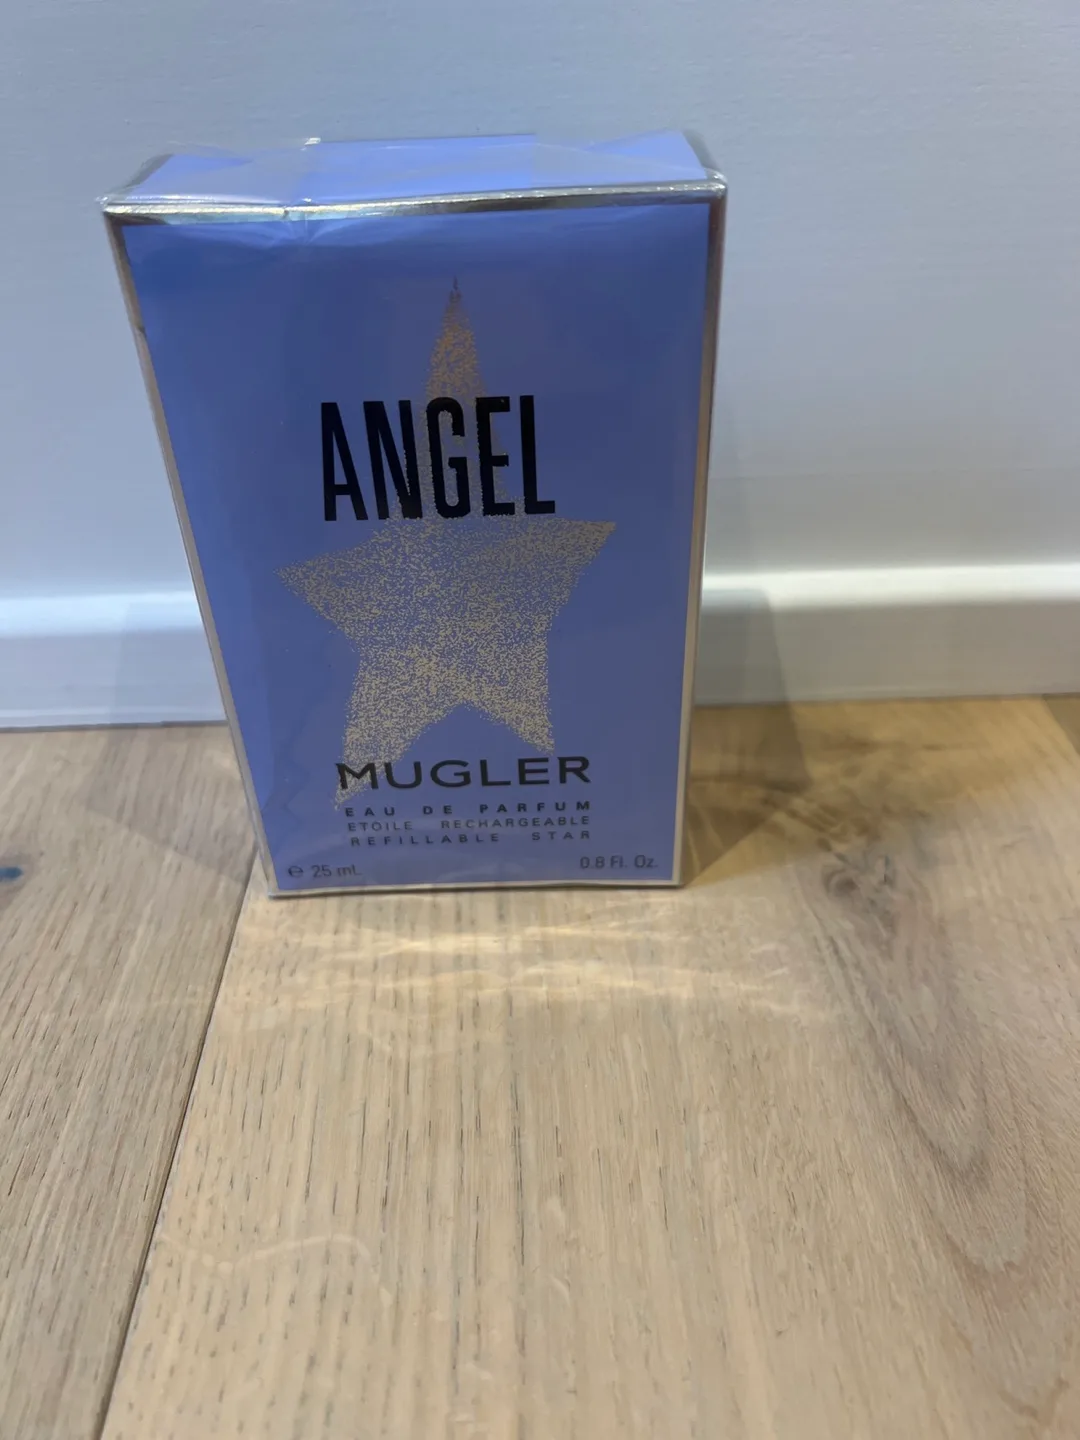 ANGEL
MUGLER
EAU DE PARFUM
ETOILE RECHARGEABLE
REFILLABLE STAR
℮ 25 mL 0.8 Fl. Oz.